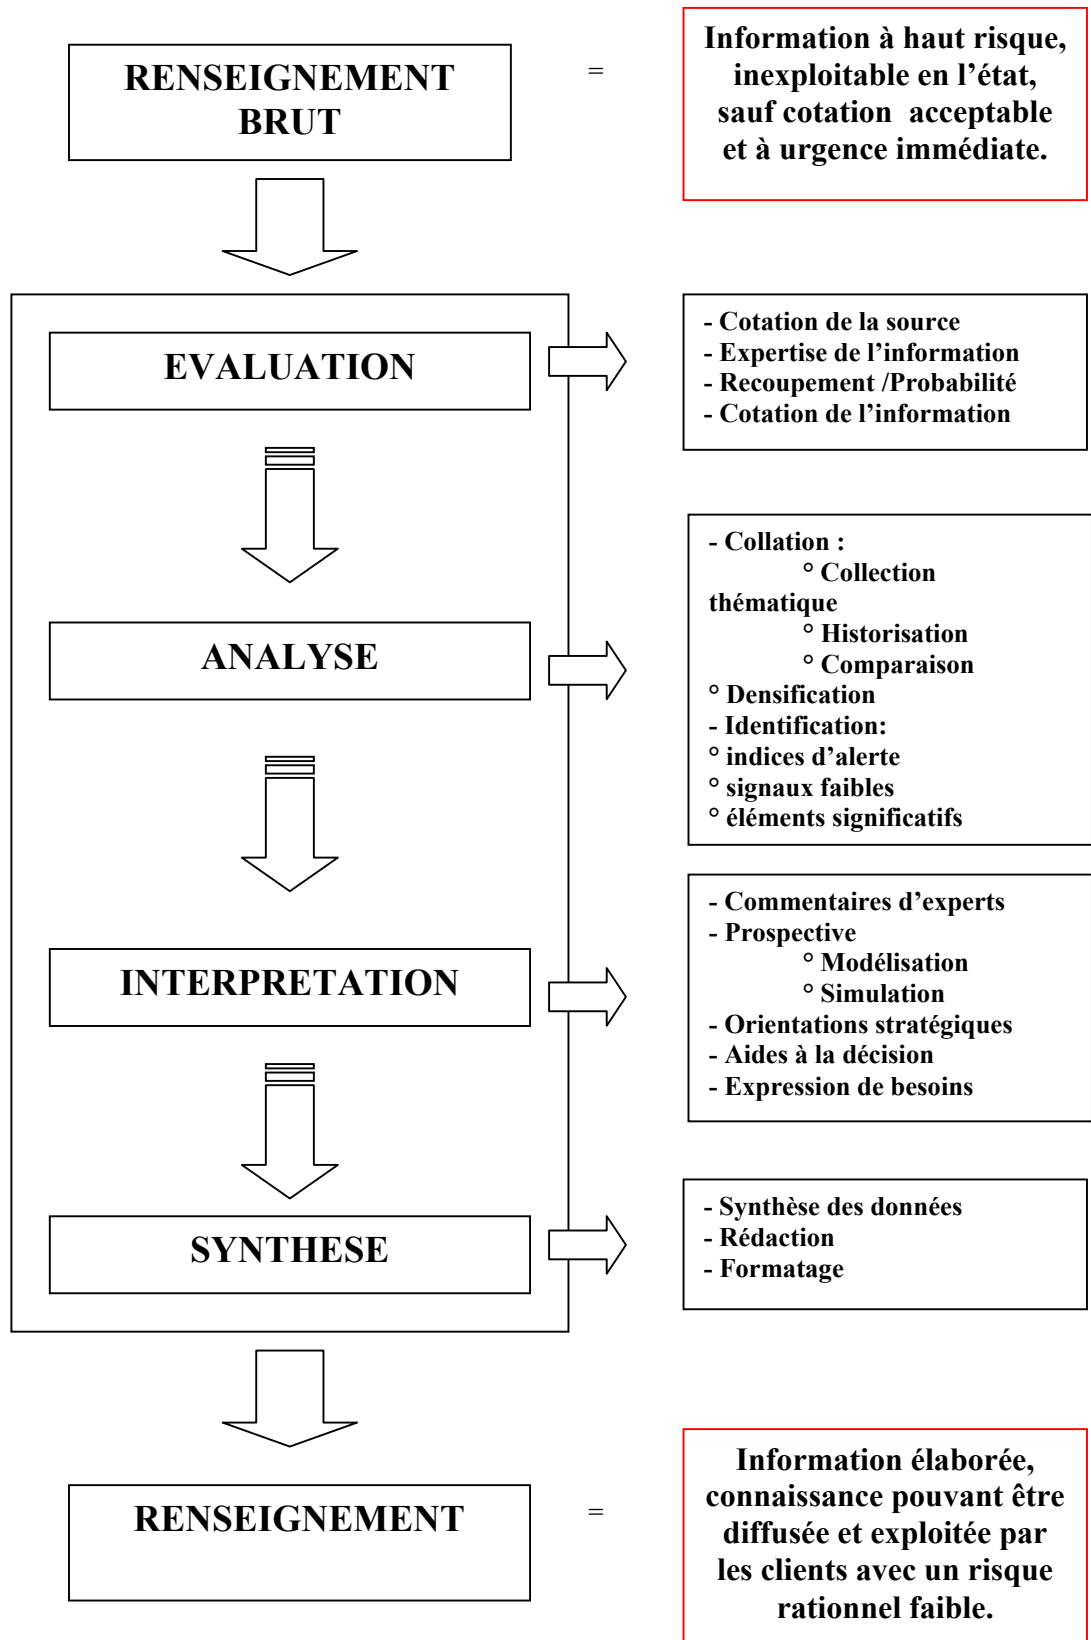 RENSEIGNEMENT
BRUT
=
Information à haut risque,
inexploitable en l’état,
sauf cotation  acceptable
et à urgence immédiate.
EVALUATION
- Cotation de la source
- Expertise de l’information
- Recoupement /Probabilité
- Cotation de l’information
ANALYSE
- Collation :
° Collection
thématique
° Historisation
° Comparaison
° Densification
- Identification:
° indices d’alerte
° signaux faibles
° éléments significatifs
INTERPRETATION
- Commentaires d’experts
- Prospective
° Modélisation
° Simulation
- Orientations stratégiques
- Aides à la décision
- Expression de besoins
SYNTHESE
- Synthèse des données
- Rédaction
- Formatage
RENSEIGNEMENT
=
Information élaborée,
connaissance pouvant être
diffusée et exploitée par
les clients avec un risque
rationnel faible.